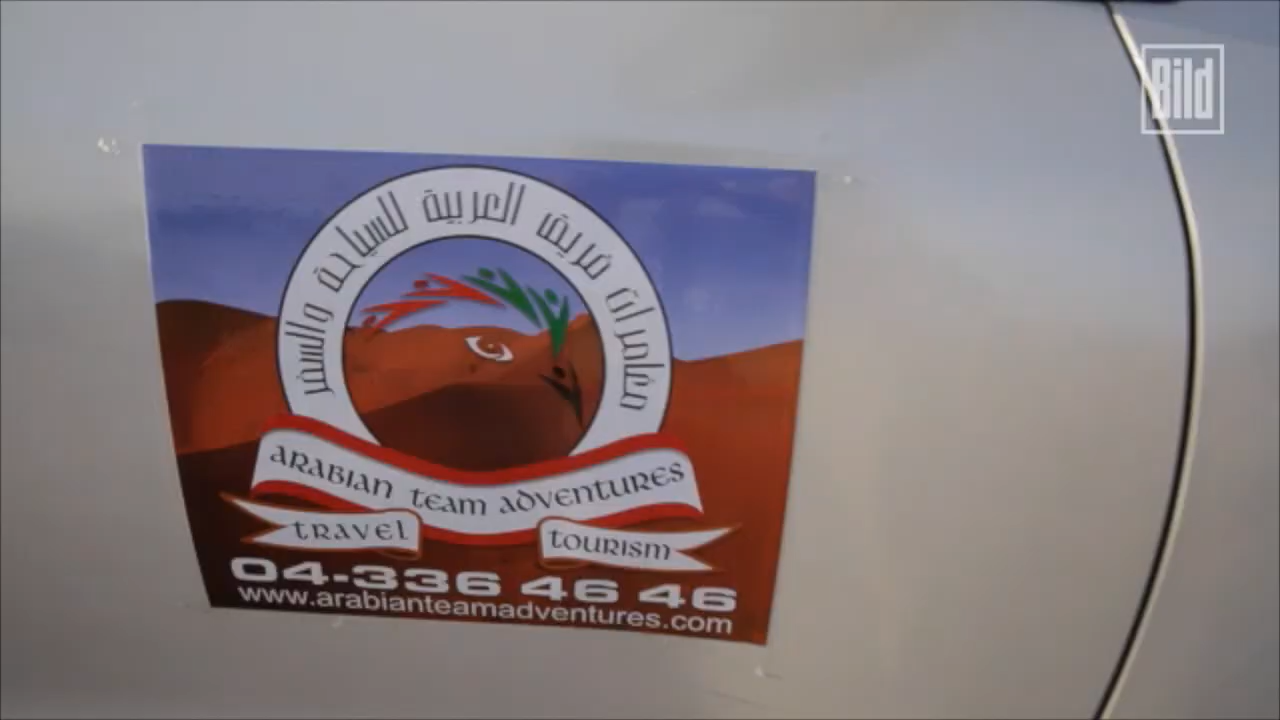 Bild
مغامرات فريق العربية للسياحة والسفر
ARABIAN TEAM ADVENTURES
TRAVEL
TOURISM
04-336 46 46
www.arabianteamadventures.com